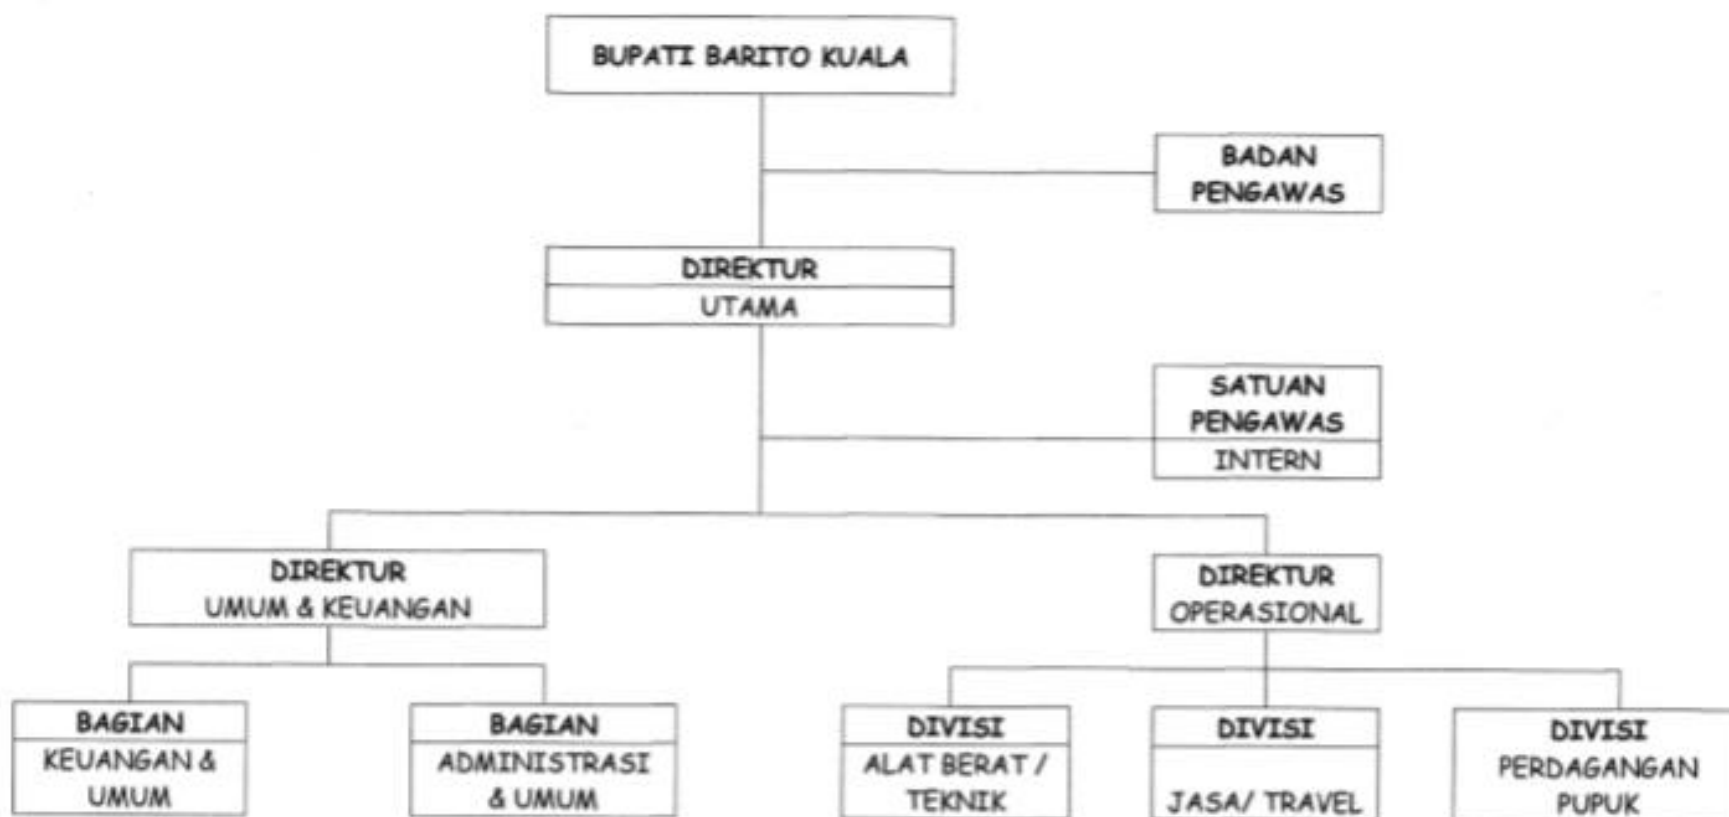 BUPATI BARITO KUALA
BADAN
PENGAWAS
DIREKTUR
UTAMA
SATUAN
PENGAWAS
INTERN
DIREKTUR
UMUM & KEUANGAN
DIREKTUR
OPERASIONAL
BAGIAN
KEUANGAN &
UMUM
BAGIAN
ADMINISTRASI
& UMUM
DIVISI
ALAT BERAT /
TEKNIK
DIVISI
JASA/ TRAVEL
DIVISI
PERDAGANGAN
PUPUK